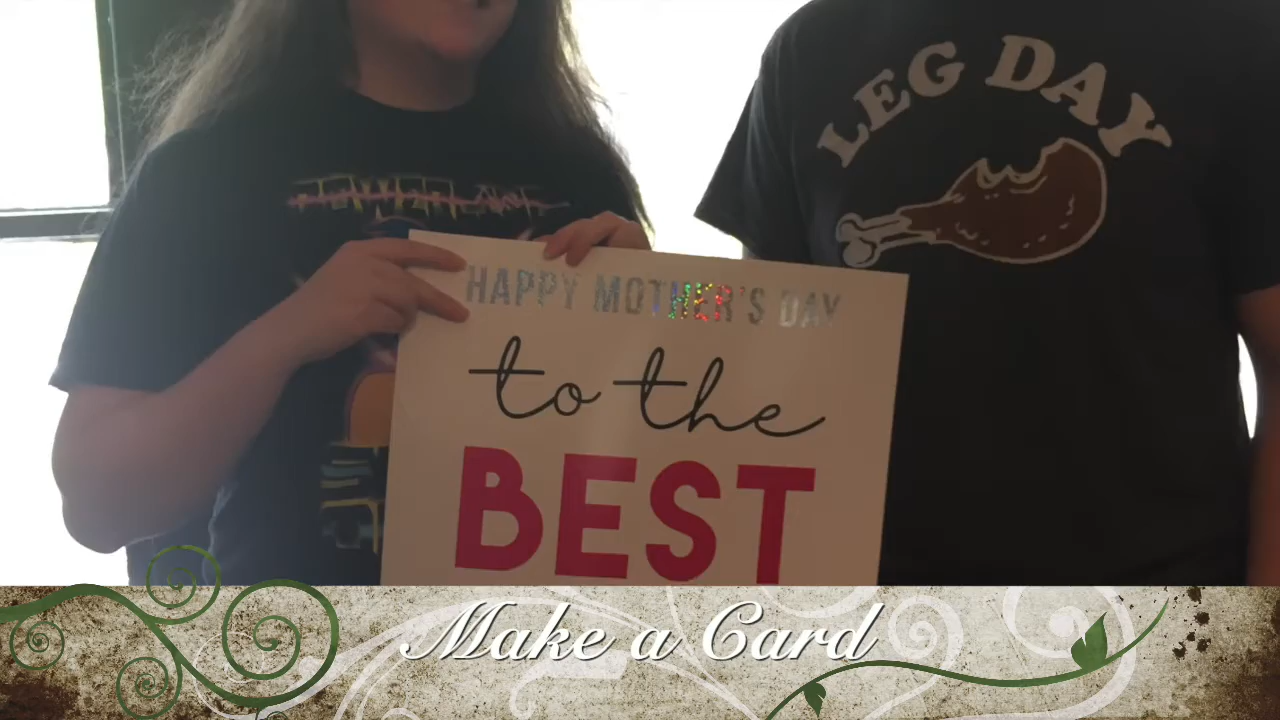 LEG DAY
HAPPY MOTHER'S DAY
to the
BEST
Make a Card